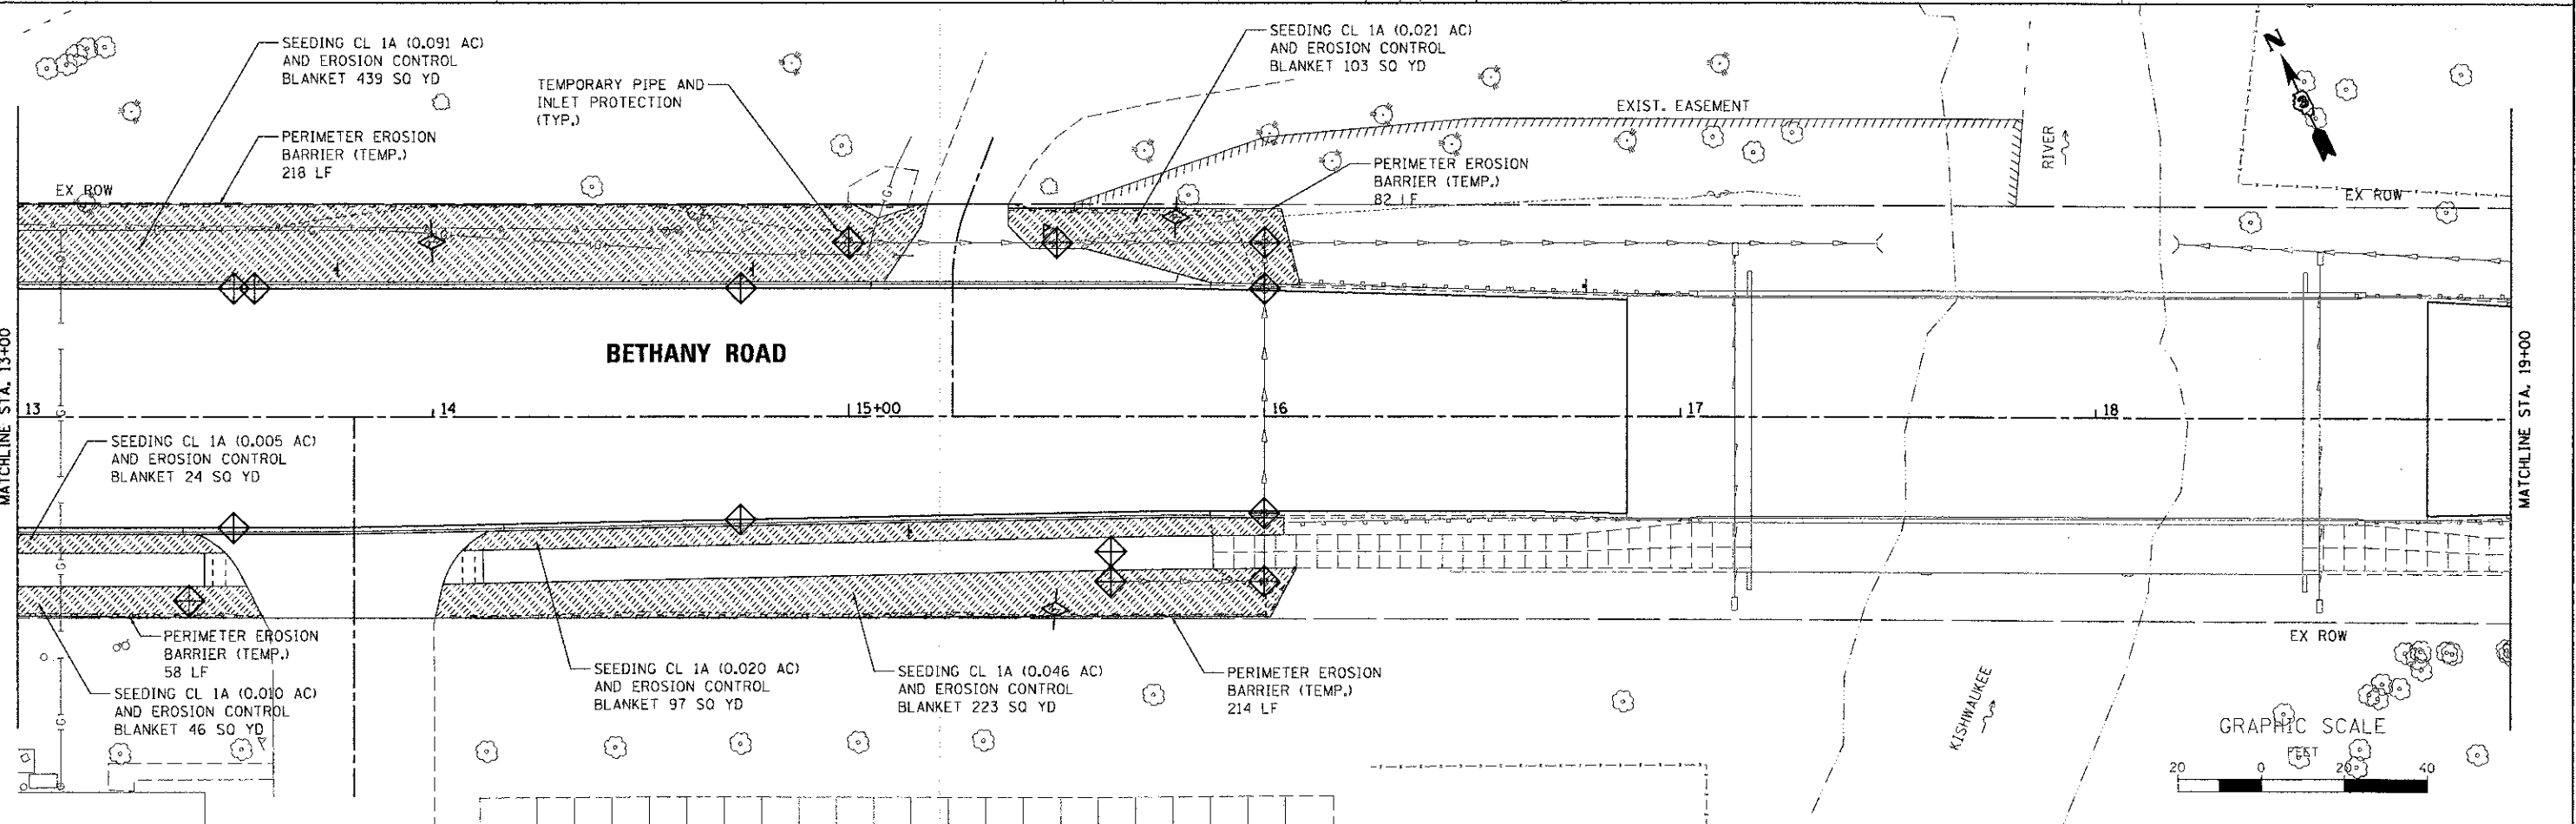 SEEDING CL 1A (0.091 AC)
AND EROSION CONTROL
BLANKET 439 SQ YD
TEMPORARY PIPE AND
INLET PROTECTION
(TYP.)
SEEDING CL 1A (0.021 AC)
AND EROSION CONTROL
BLANKET 103 SQ YD
N
EXIST. EASEMENT
PERIMETER EROSION
BARRIER (TEMP.)
218 LF
PERIMETER EROSION
BARRIER (TEMP.)
82 LF
RIVER
EX ROW
EX ROW
G
MATCHLINE STA. 13+00
BETHANY ROAD
MATCHLINE STA. 19+00
13
14
15+00
16
17
18
SEEDING CL 1A (0.005 AC)
AND EROSION CONTROL
BLANKET 24 SQ YD
G
G
G
G
PERIMETER EROSION
BARRIER (TEMP.)
58 LF
SEEDING CL 1A (0.010 AC)
AND EROSION CONTROL
BLANKET 46 SQ YD
SEEDING CL 1A (0.020 AC)
AND EROSION CONTROL
BLANKET 97 SQ YD
SEEDING CL 1A (0.046 AC)
AND EROSION CONTROL
BLANKET 223 SQ YD
PERIMETER EROSION
BARRIER (TEMP.)
214 LF
EX ROW
KISHWAUKEE
GRAPHIC SCALE
FEET
20 0 20 40